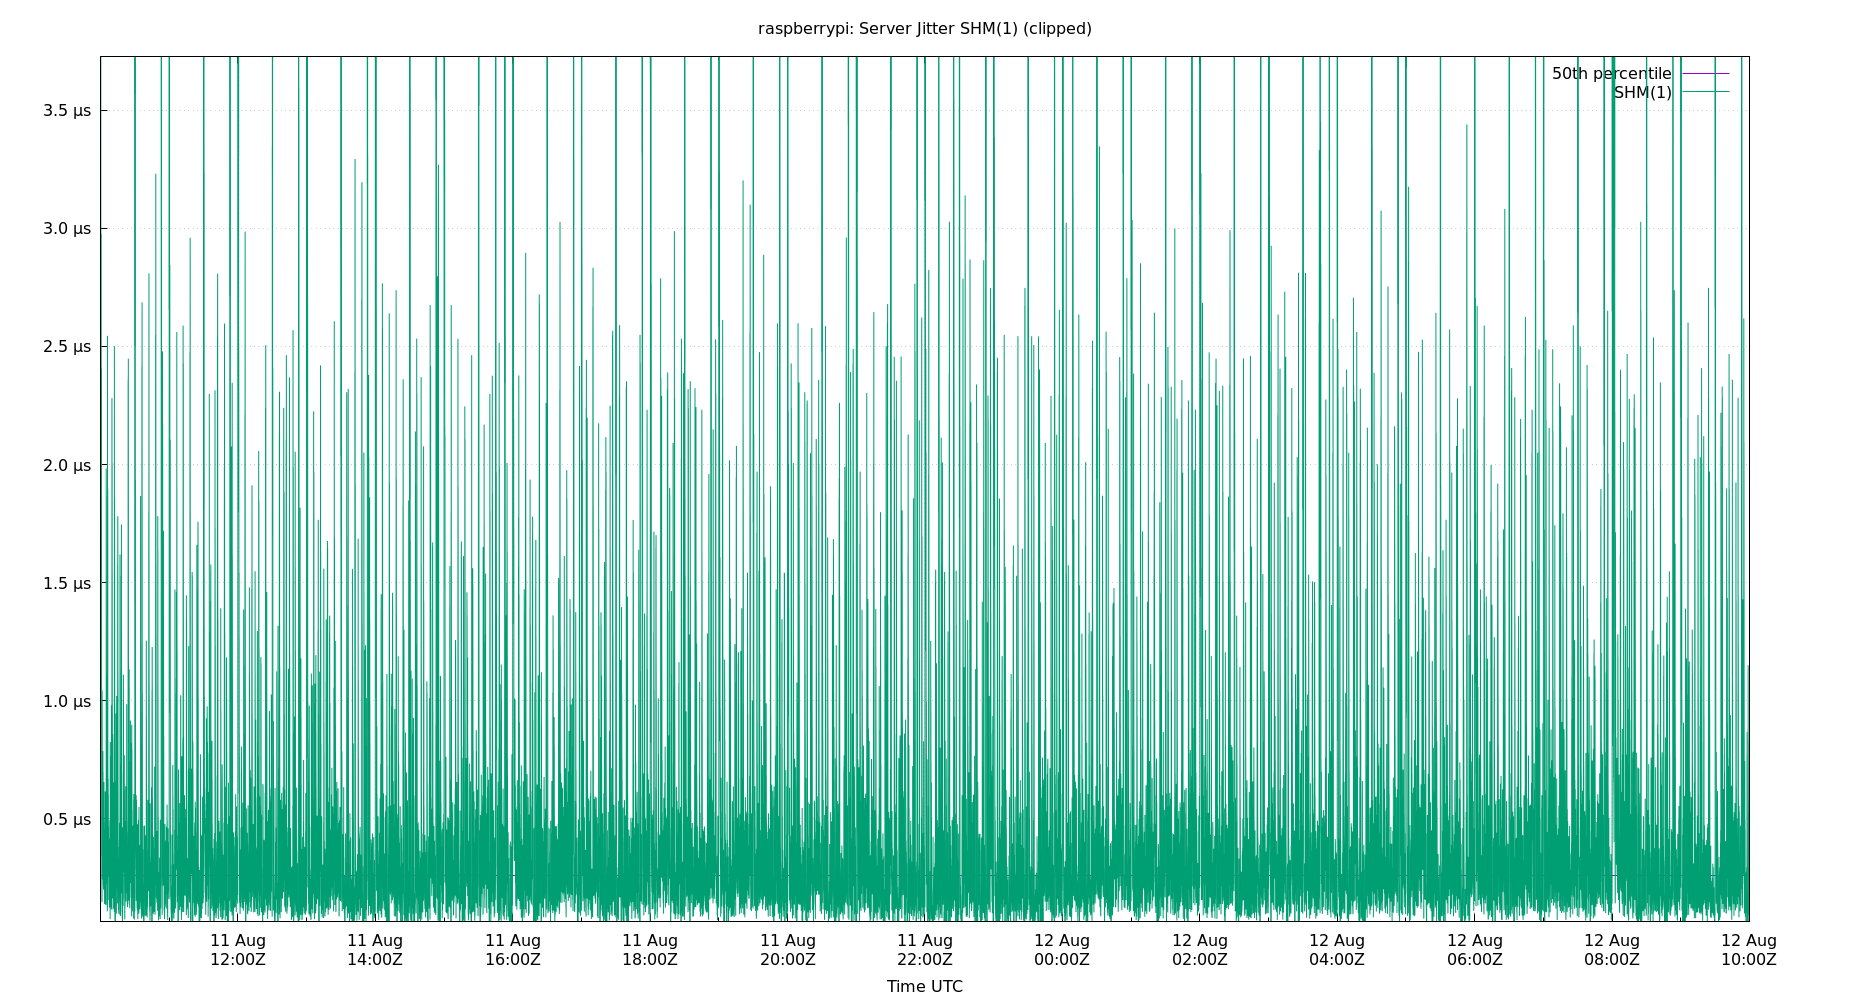 raspberrypi: Server Jitter SHM(1) (clipped)
50th percentile
SHM(1)
3.5 µs
3.0 µs
2.5 µs
2.0 µs
1.5 µs
1.0 µs
0.5 µs
11 Aug 11 Aug 11 Aug 11 Aug 11 Aug 11 Aug 12 Aug 12 Aug 12 Aug 12 Aug 12 Aug 12 Aug
12:00Z 14:00Z 16:00Z 18:00Z 20:00Z 22:00Z 00:00Z 02:00Z 04:00Z 06:00Z 08:00Z 10:00Z
Time UTC